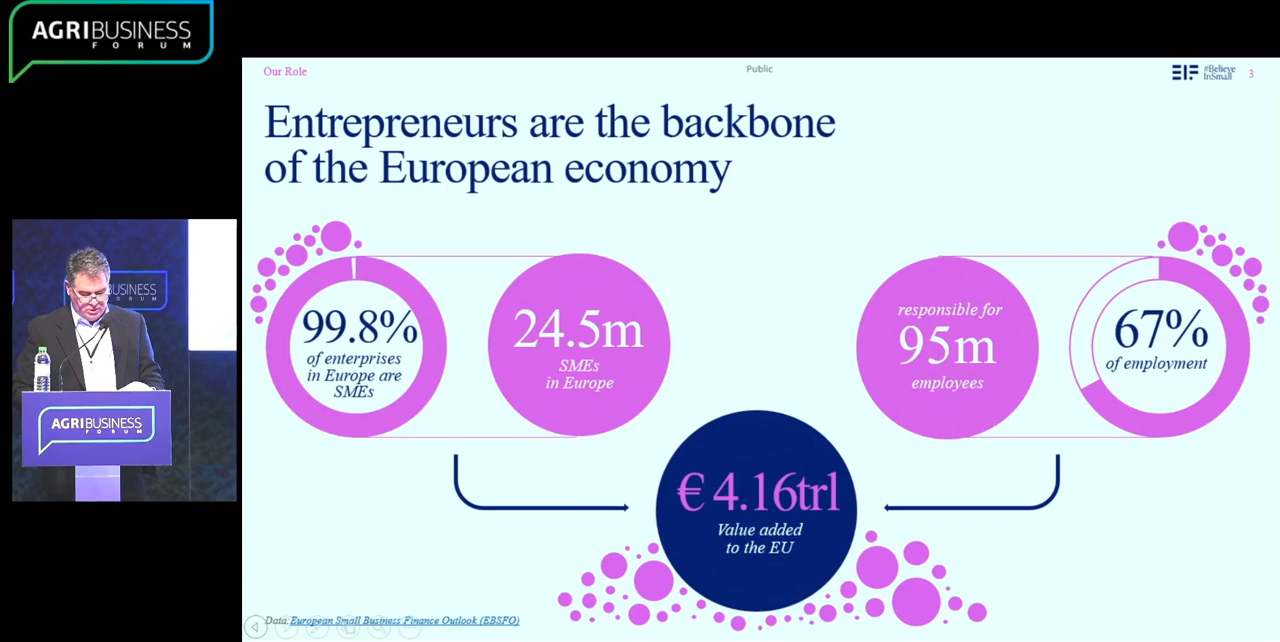 AGRIBUSINESS
FORUM
Our Role
Public
EIF
#Believe
InSmall
3
Entrepreneurs are the backbone
of the European economy
99.8%
of enterprises
in Europe are
SMEs
24.5m
SMEs
in Europe
responsible for
95m
employees
67%
of employment
€ 4.16trl
Value added
to the EU
Data: European Small Business Finance Outlook (EBSFO)
BUSINESS
FORUM
AGRIBUSINESS
FORUM